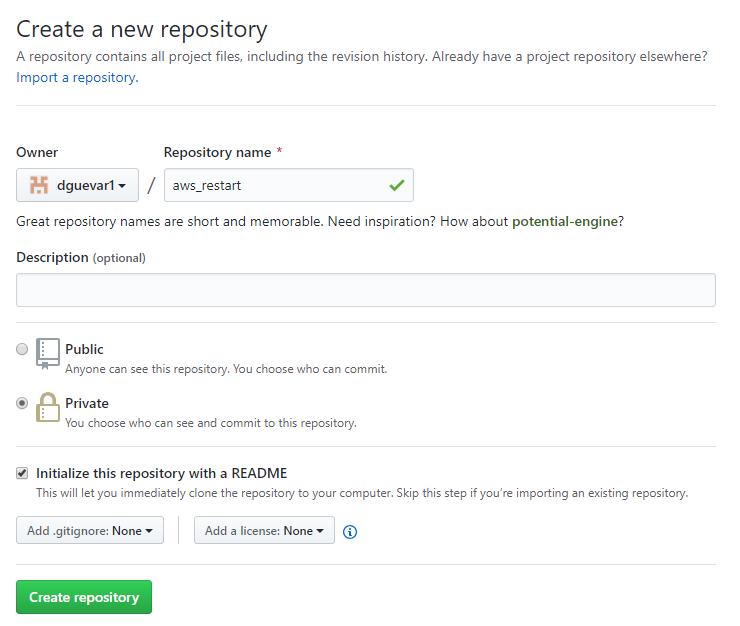 Create a new repository
A repository contains all project files, including the revision history. Already have a project repository elsewhere?
Import a repository.
Owner
Repository name *
dguevar1 / aws_restart
Great repository names are short and memorable. Need inspiration? How about potential-engine?
Description (optional)
Public
Anyone can see this repository. You choose who can commit.
Private
You choose who can see and commit to this repository.
Initialize this repository with a README
This will let you immediately clone the repository to your computer. Skip this step if you’re importing an existing repository.
Add .gitignore: None
Add a license: None
Create repository